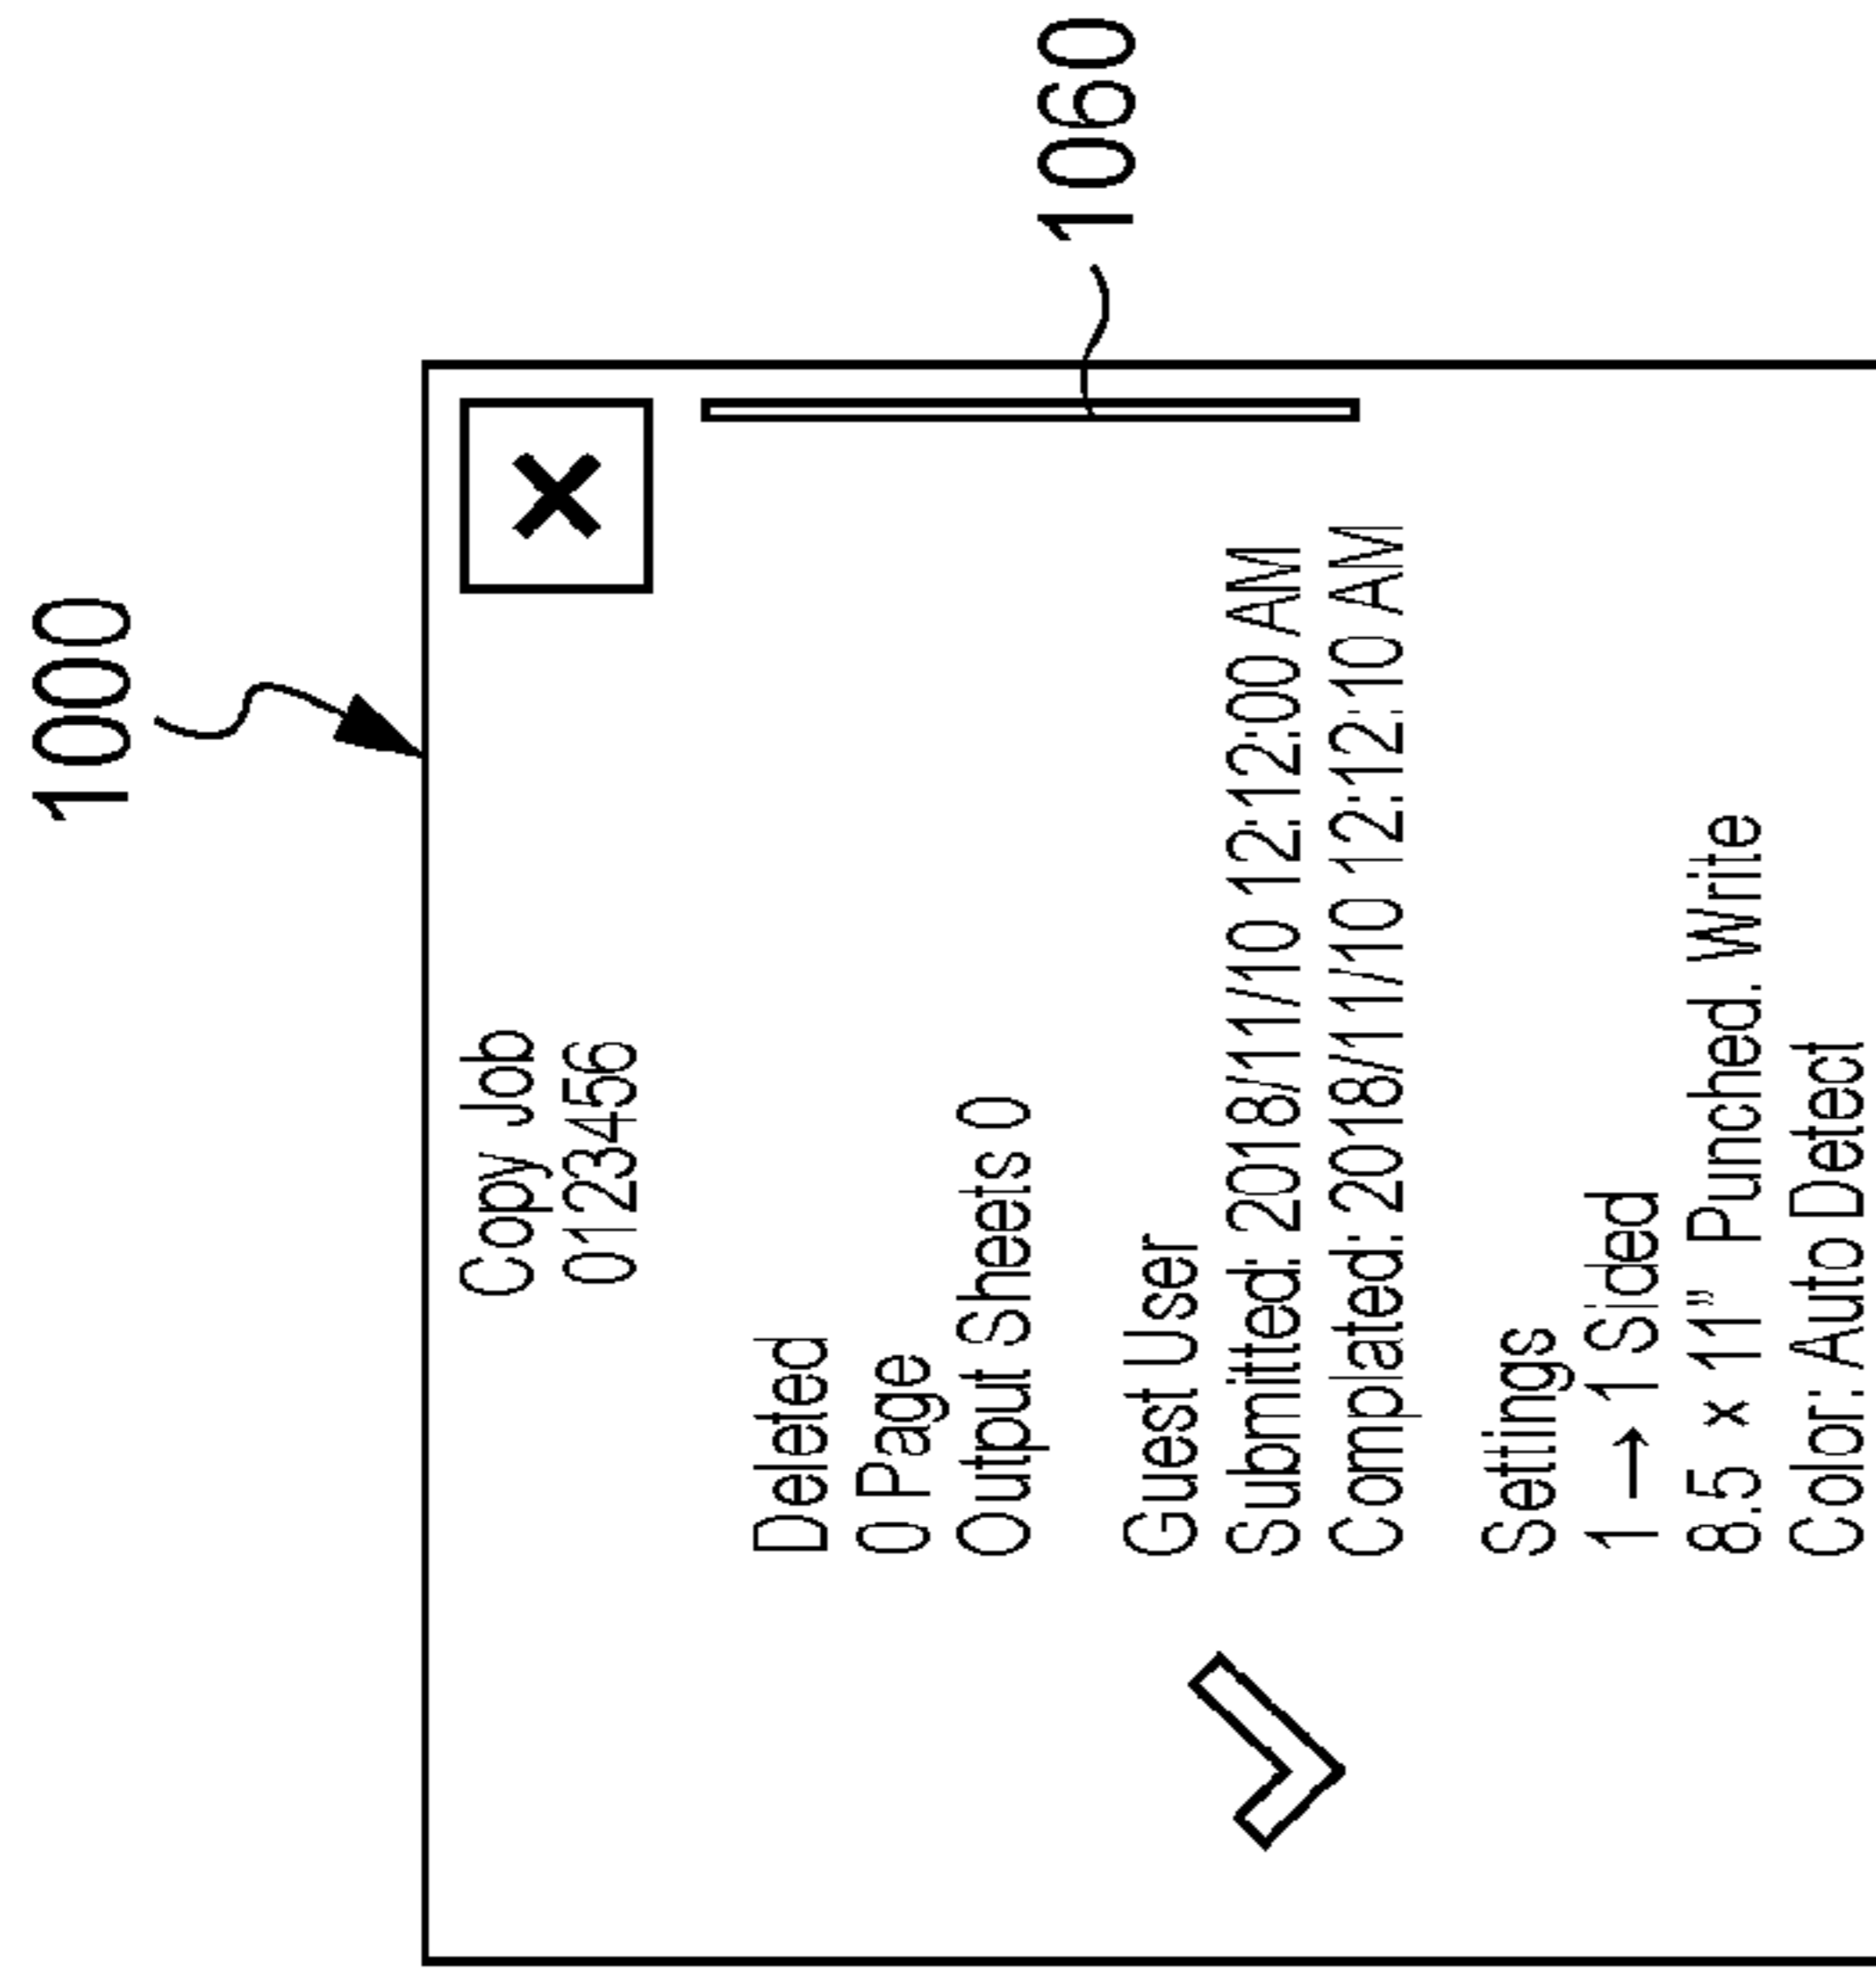 1000
1060
Copy Job
0123456
Deleted
0 Page
Output Sheets 0
Guest User
Submitted: 2018/11/10 12:12:00 AM
Complated: 2018/11/10 12:12:10 AM
Settings
1 → 1 Sided
8.5 x 11" Punched. Write
Color: Auto Detect